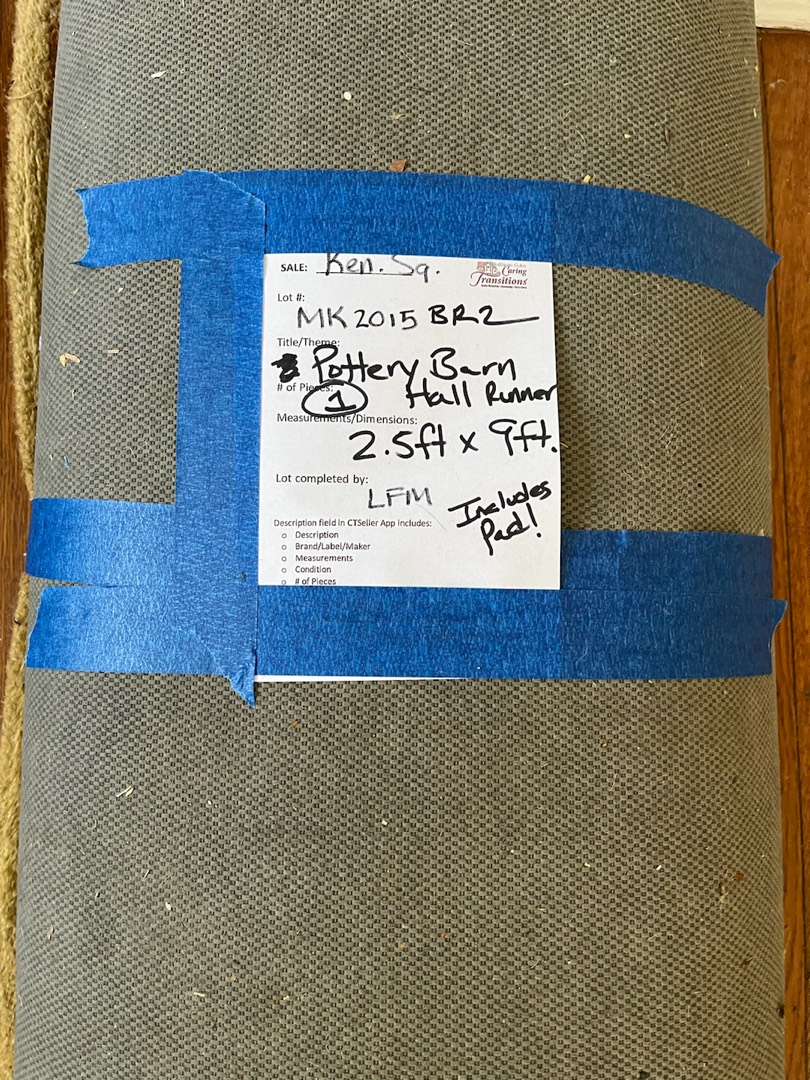 SALE: Ken. Sq.
Caring
Transitions
Lot #:
MK 2015 BR2
Title/Theme:
Pottery Barn
Hall Runner
# of Pieces:
1
Measurements/Dimensions:
2.5ft x 9ft.
Lot completed by:
LFM
Includes
Pad!
Description field in CTSeller App includes:
o Description
o Brand/Label/Maker
o Measurements
o Condition
o # of Pieces